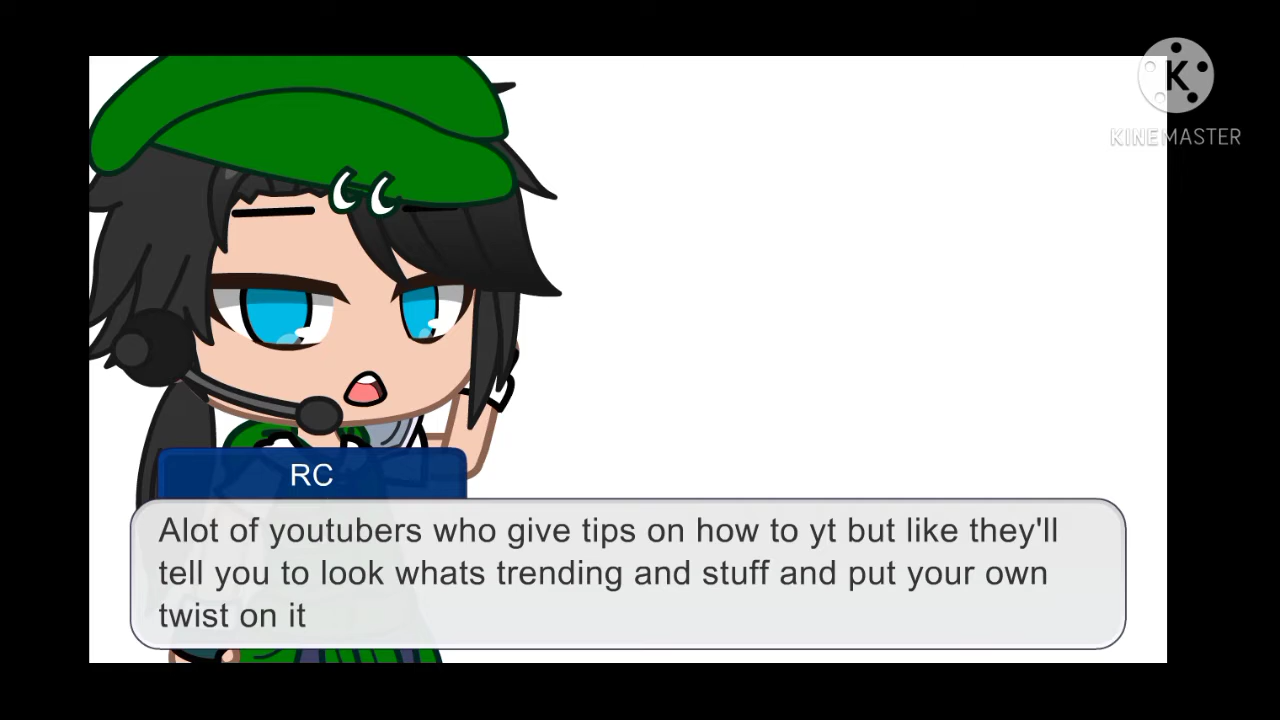 K
KINEMASTER
RC
Alot of youtubers who give tips on how to yt but like they'll
tell you to look whats trending and stuff and put your own
twist on it